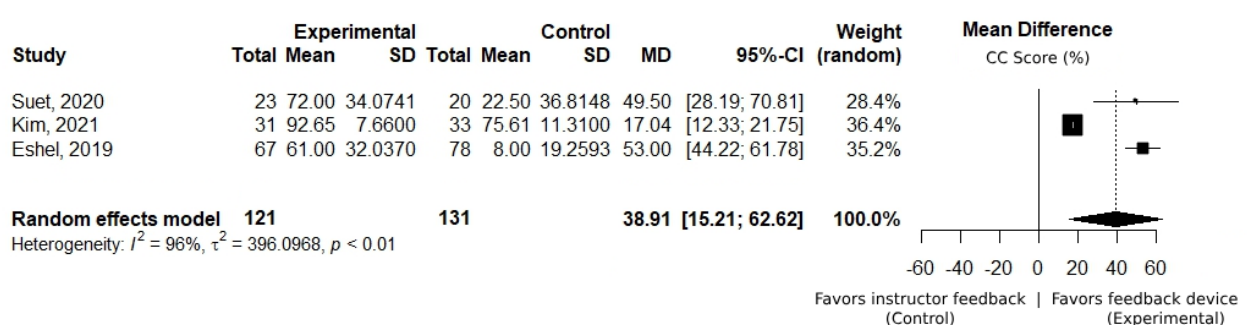 Experimental Control Weight Mean Difference
Study Total Mean SD Total Mean SD MD 95%-CI (random) CC Score (%)
Suet, 2020 23 72.00 34.0741 20 22.50 36.8148 49.50 [28.19; 70.81] 28.4%
Kim, 2021 31 92.65 7.6600 33 75.61 11.3100 17.04 [12.33; 21.75] 36.4%
Eshel, 2019 67 61.00 32.0370 78 8.00 19.2593 53.00 [44.22; 61.78] 35.2%
Random effects model 121 131 38.91 [15.21; 62.62] 100.0%
Heterogeneity: I² = 96%, τ² = 396.0968, p < 0.01
-60 -40 -20 0 20 40 60
Favors instructor feedback | Favors feedback device
(Control) (Experimental)